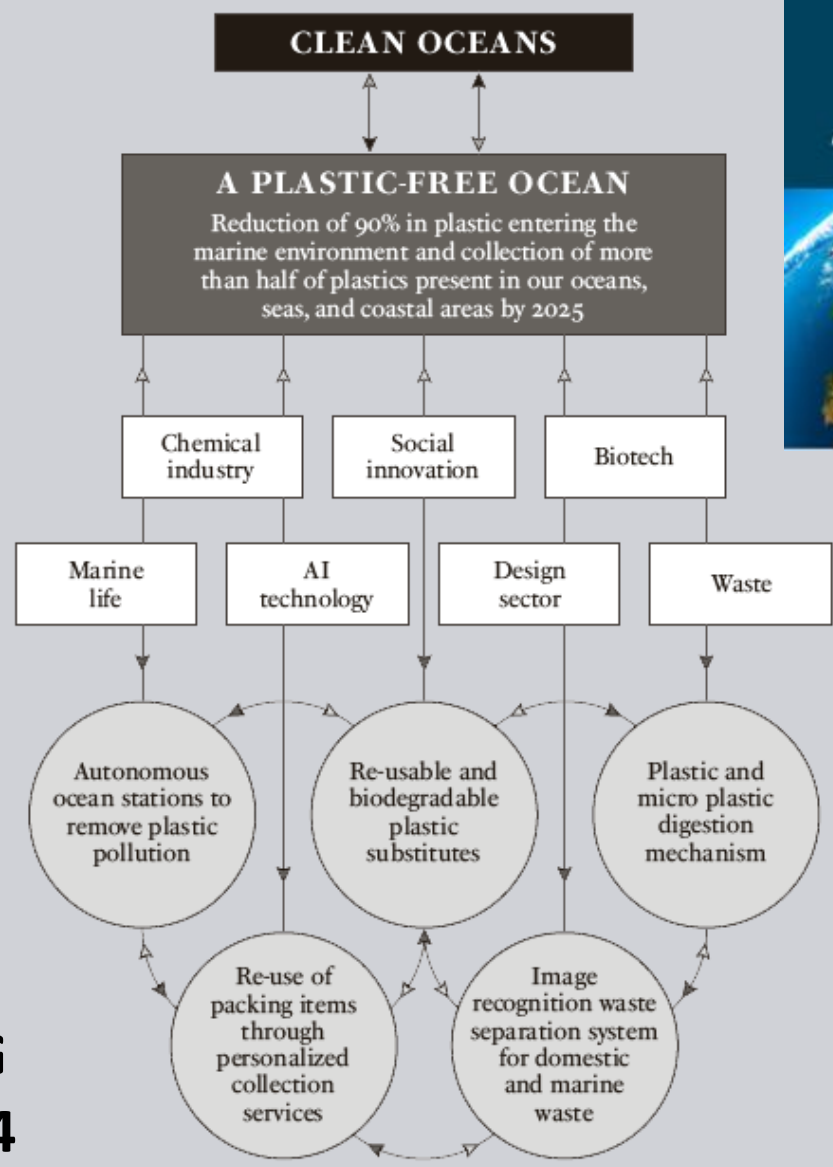 CLEAN OCEANS
A PLASTIC-FREE OCEAN
Reduction of 90% in plastic entering the
marine environment and collection of more
than half of plastics present in our oceans,
seas, and coastal areas by 2025
Chemical
industry
Social
innovation
Biotech
Marine
life
AI
technology
Design
sector
Waste
Autonomous
ocean stations to
remove plastic
pollution
Re-usable and
biodegradable
plastic
substitutes
Plastic and
micro plastic
digestion
mechanism
Re-use of
packing items
through
personalized
collection
services
Image
recognition waste
separation system
for domestic
and marine
waste
4